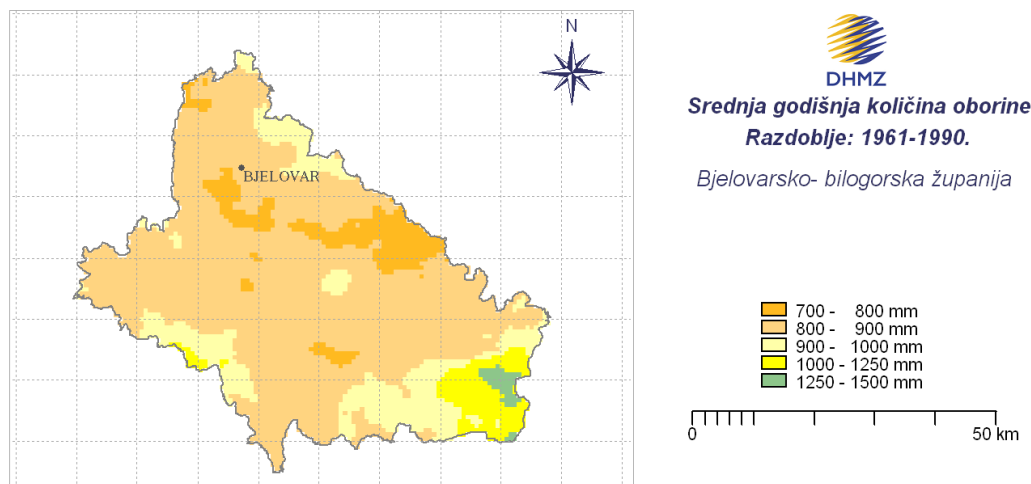 N
BJELOVAR
DHMZ
Srednja godišnja količina oborine
Razdoblje: 1961-1990.
Bjelovarsko- bilogorska županija
700 - 800 mm
800 - 900 mm
900 - 1000 mm
1000 - 1250 mm
1250 - 1500 mm
0 50 km